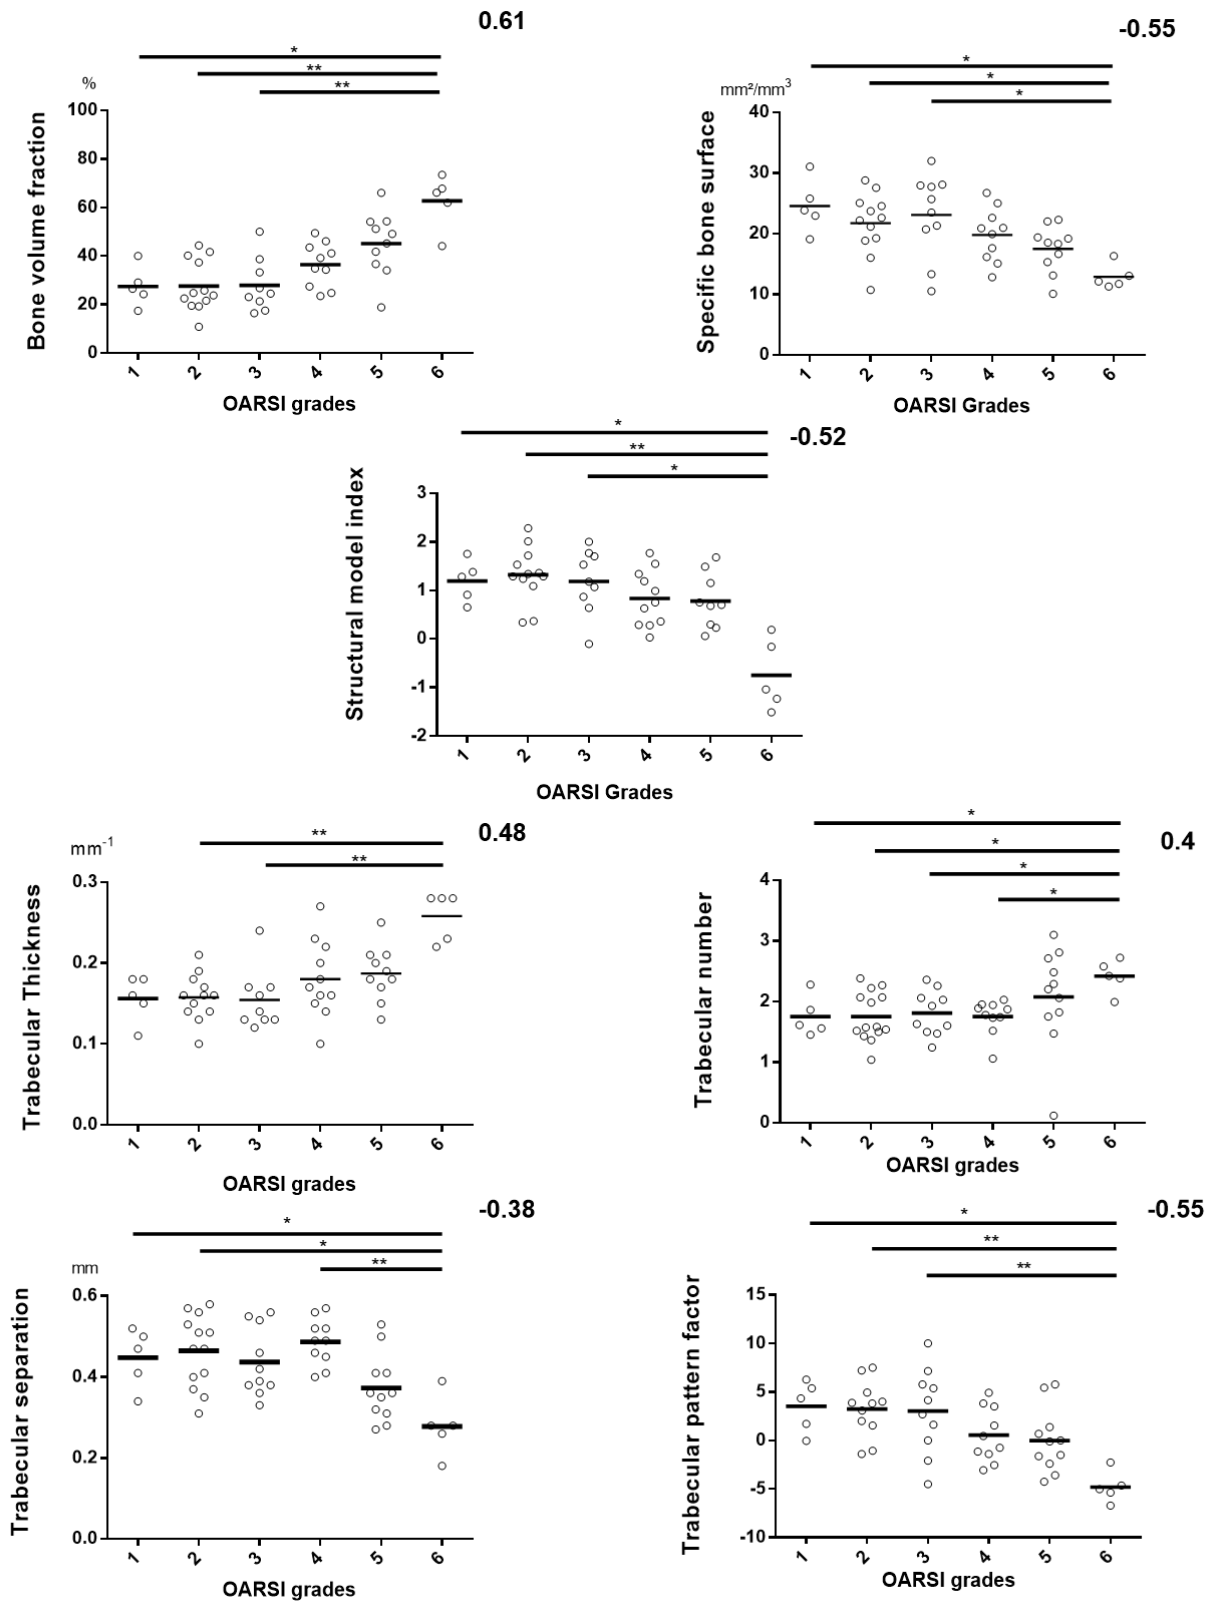 0.61
-0.55
*
**
**
*
*
*
%
mm²/mm³
Bone volume fraction
100
80
60
40
20
0
1 2 3 4 5 6
OARSI grades
Specific bone surface
40
30
20
10
0
1 2 3 4 5 6
OARSI Grades
-0.52
*
**
*
Structural model index
3
2
1
0
-1
-2
1 2 3 4 5 6
OARSI Grades
0.48
**
**
mm⁻¹
Trabecular Thickness
0.3
0.2
0.1
0.0
1 2 3 4 5 6
OARSI grades
0.4
*
*
*
*
Trabecular number
4
3
2
1
0
1 2 3 4 5 6
OARSI grades
-0.38
*
*
**
mm
Trabecular separation
0.6
0.4
0.2
0.0
1 2 3 4 5 6
OARSI grades
-0.55
*
**
**
Trabecular pattern factor
15
10
5
0
-5
-10
1 2 3 4 5 6
OARSI grades